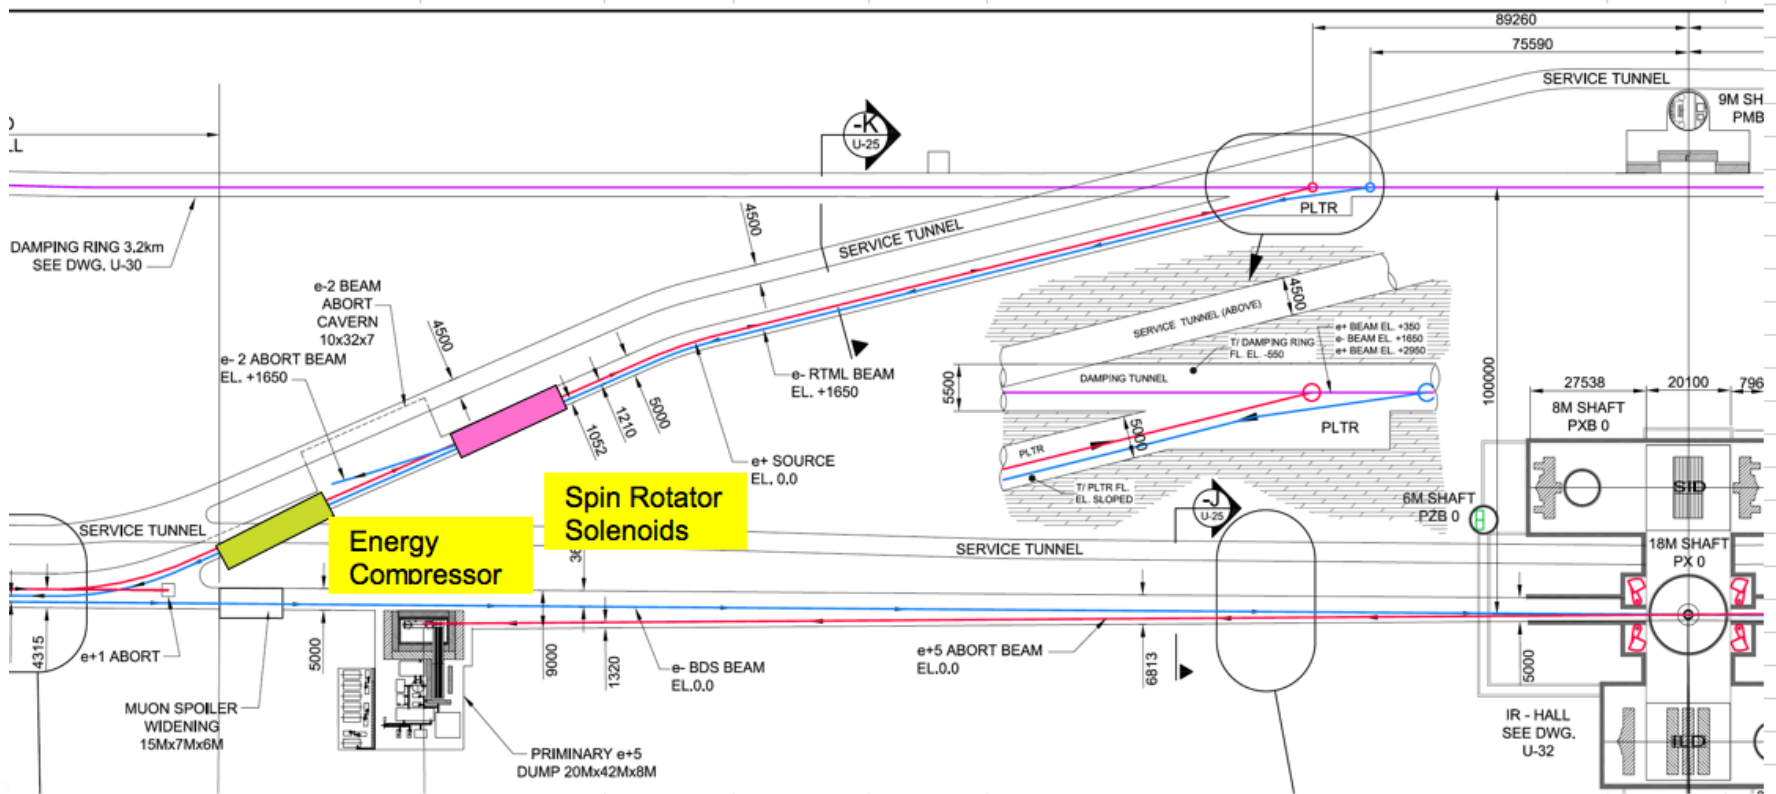 89260
75590
SERVICE TUNNEL
9M SH
PMB
LL
-K
U-25
PLTR
4500
SERVICE TUNNEL
DAMPING RING 3.2km
SEE DWG. U-30
e-2 BEAM
ABORT
CAVERN
10x32x7
4500
e- 2 ABORT BEAM
EL. +1650
e- RTML BEAM
EL. +1650
5000
1210
1052
e+ SOURCE
EL. 0.0
SERVICE TUNNEL (ABOVE)
4500
e+ BEAM EL. +350
e- BEAM EL. +1650
e+ BEAM EL. +2950
T/ DAMPING RING
FL. EL. -550
DAMPING TUNNEL
5500
5000
PLTR
PLTR
T/ PLTR FL.
EL. SLOPED
100000
27538
20100
796
8M SHAFT
PXB 0
SID
6M SHAFT
PZB 0
18M SHAFT
PX 0
-J
U-25
Spin Rotator
Solenoids
Energy
Compressor
SERVICE TUNNEL
SERVICE TUNNEL
4315
e+1 ABORT
5000
9000
1320
e- BDS BEAM
EL.0.0
e+5 ABORT BEAM
EL.0.0
6813
5000
MUON SPOILER
WIDENING
15Mx7Mx6M
PRIMINARY e+5
DUMP 20Mx42Mx8M
IR - HALL
SEE DWG.
U-32
ILD